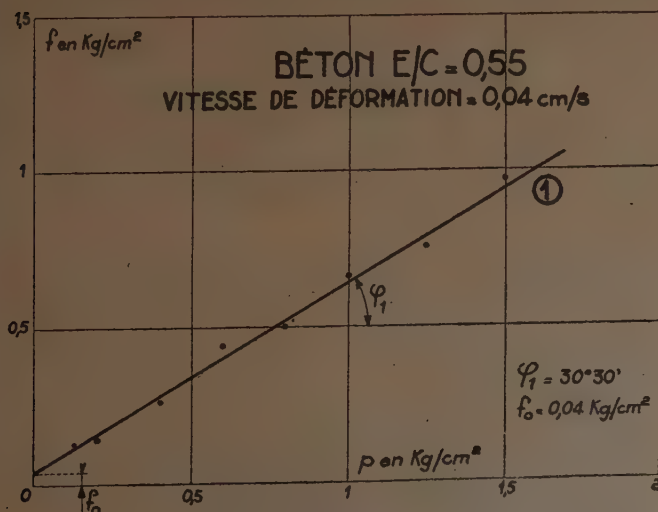 1,5
f en Kg/cm²
BÉTON E/C = 0,55
VITESSE DE DÉFORMATION = 0,04 cm/s
1
①
φ₁
0,5
φ₁ = 30°30'
f₀ = 0,04 Kg/cm²
p en Kg/cm²
0
f₀
0,5
1
1,5